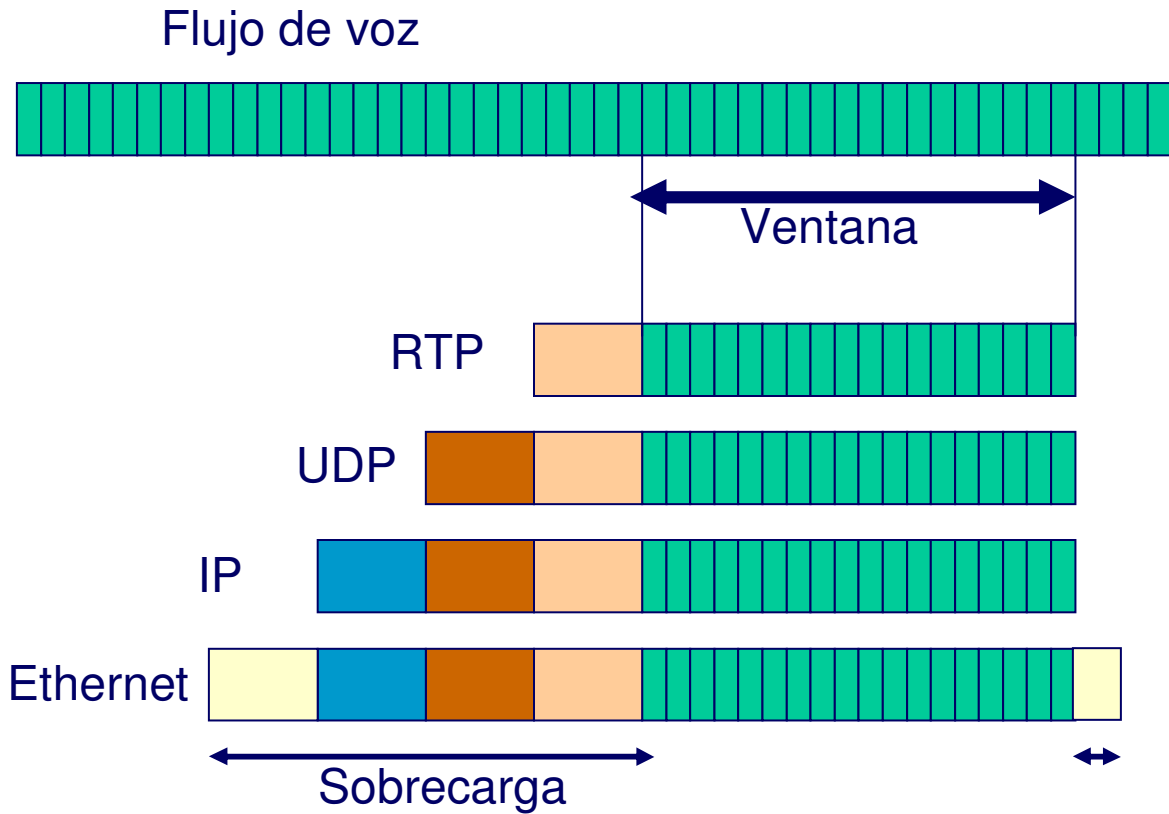 Flujo de voz
Ventana
RTP
UDP
IP
Ethernet
Sobrecarga